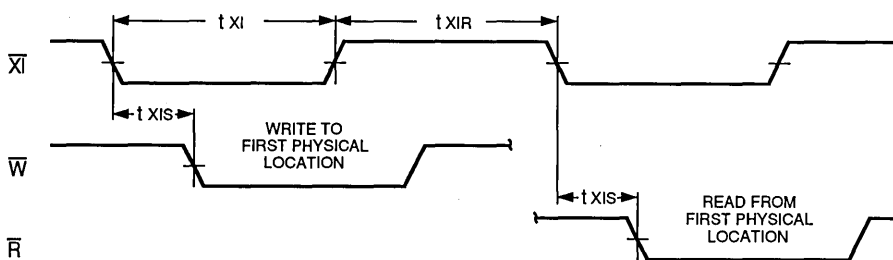 t XI
t XIR
XI
t XIS
WRITE TO
FIRST PHYSICAL
LOCATION
W
t XIS
READ FROM
FIRST PHYSICAL
LOCATION
R